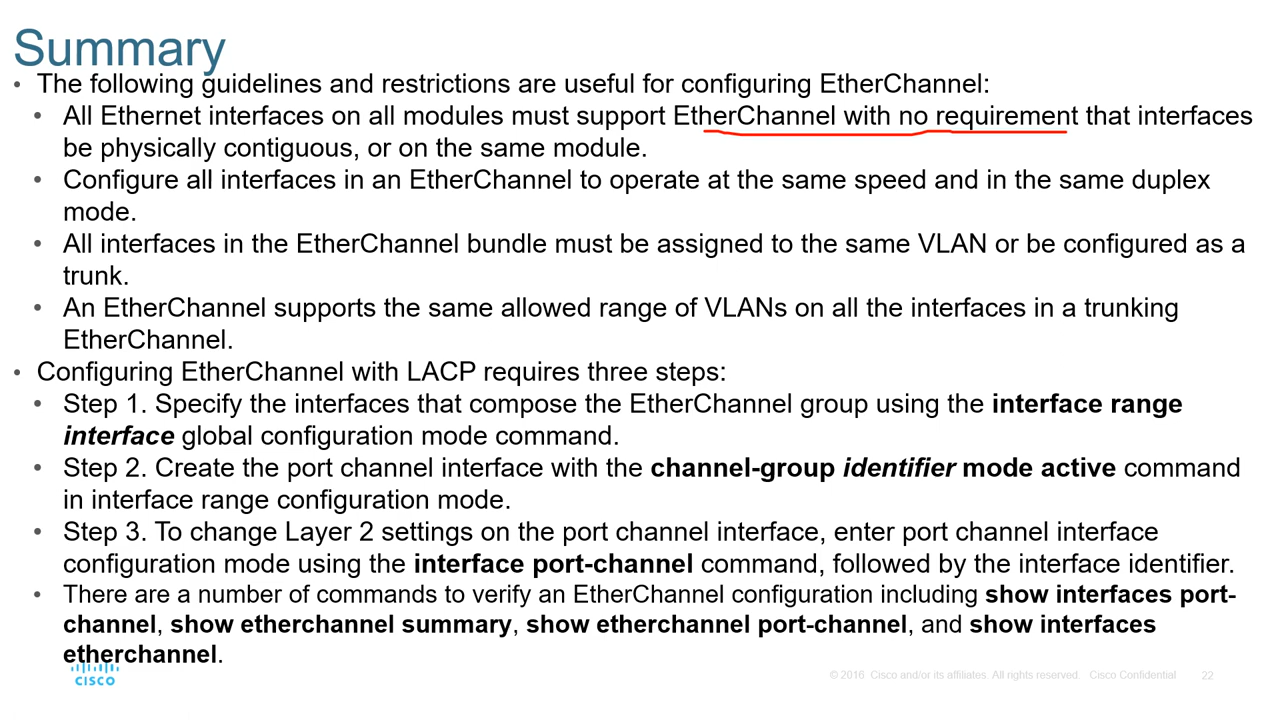 Summary
• The following guidelines and restrictions are useful for configuring EtherChannel:
• All Ethernet interfaces on all modules must support EtherChannel with no requirement that interfaces
be physically contiguous, or on the same module.
• Configure all interfaces in an EtherChannel to operate at the same speed and in the same duplex
mode.
• All interfaces in the EtherChannel bundle must be assigned to the same VLAN or be configured as a
trunk.
• An EtherChannel supports the same allowed range of VLANs on all the interfaces in a trunking
EtherChannel.
• Configuring EtherChannel with LACP requires three steps:
• Step 1. Specify the interfaces that compose the EtherChannel group using the interface range
interface global configuration mode command.
• Step 2. Create the port channel interface with the channel-group identifier mode active command
in interface range configuration mode.
• Step 3. To change Layer 2 settings on the port channel interface, enter port channel interface
configuration mode using the interface port-channel command, followed by the interface identifier.
• There are a number of commands to verify an EtherChannel configuration including show interfaces port-
channel, show etherchannel summary, show etherchannel port-channel, and show interfaces
etherchannel.
CISCO
© 2016 Cisco and/or its affiliates. All rights reserved. Cisco Confidential 22